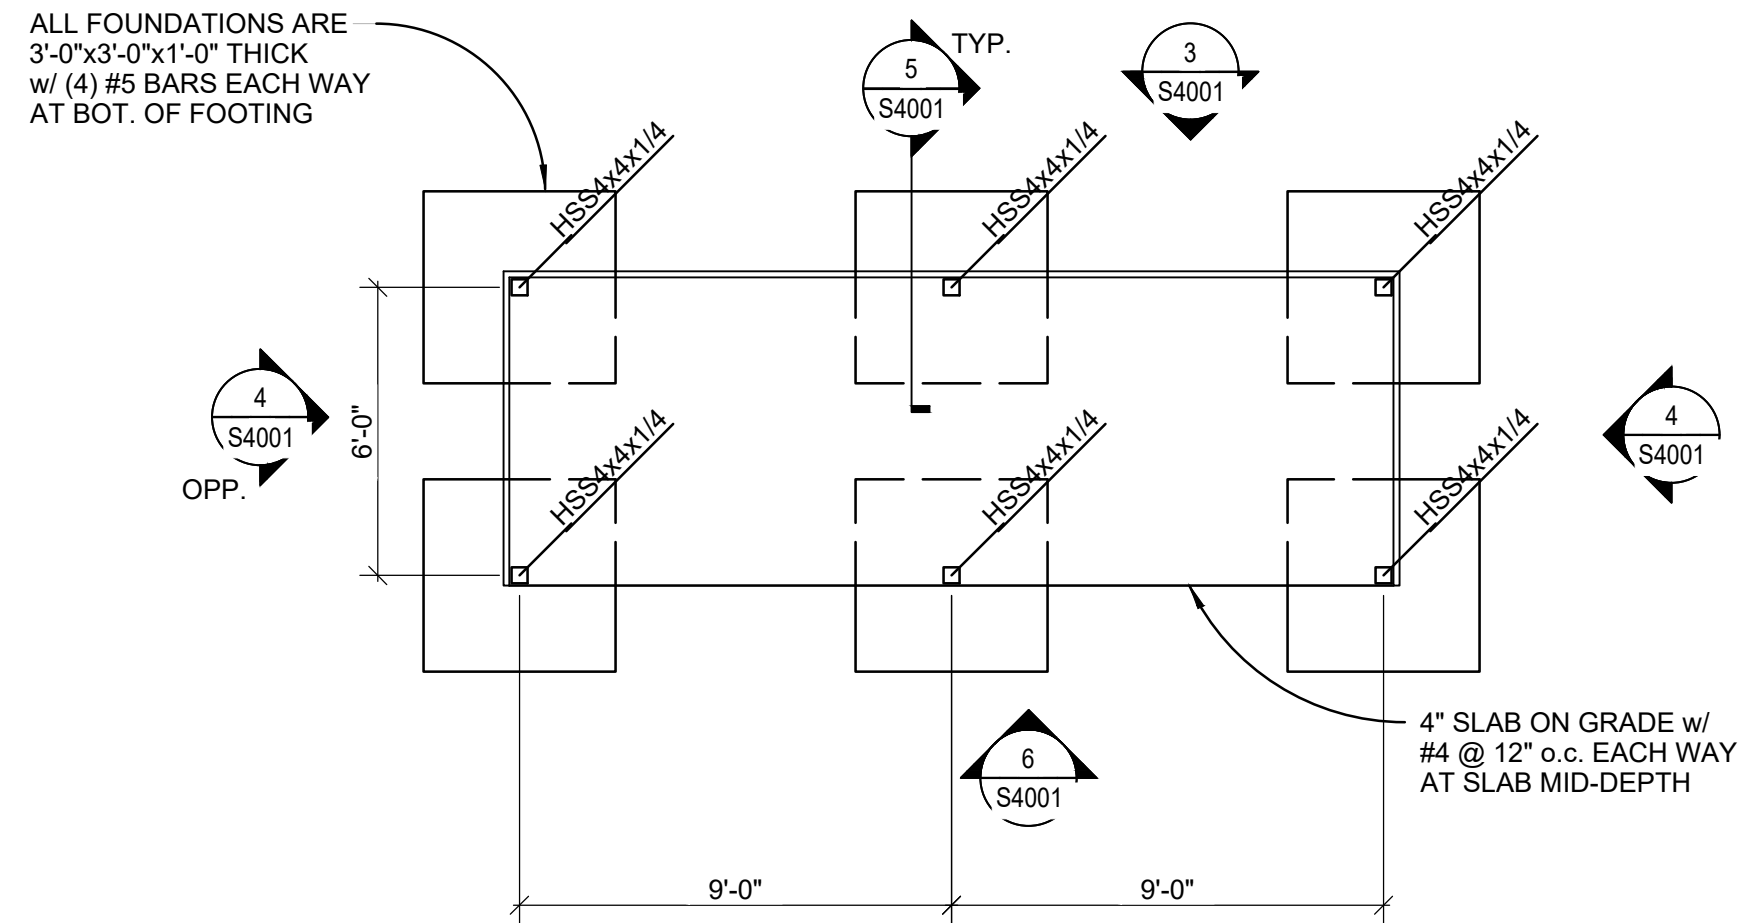 ALL FOUNDATIONS ARE
3'-0"x3'-0"x1'-0" THICK
w/ (4) #5 BARS EACH WAY
AT BOT. OF FOOTING
5
S4001
TYP.
3
S4001
HSS4x4x1/4
HSS4x4x1/4
HSS4x4x1/4
4
S4001
OPP.
6'-0"
HSS4x4x1/4
HSS4x4x1/4
HSS4x4x1/4
4
S4001
6
S4001
4" SLAB ON GRADE w/
#4 @ 12" o.c. EACH WAY
AT SLAB MID-DEPTH
9'-0"
9'-0"